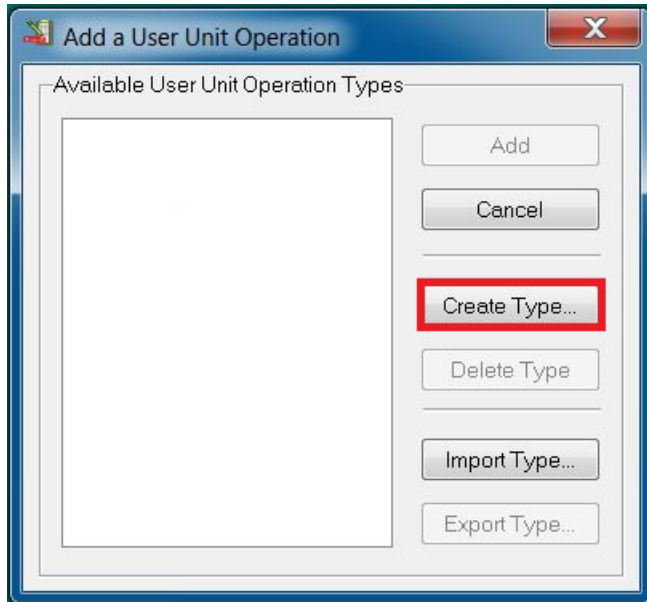 Add a User Unit Operation
X
Available User Unit Operation Types
Add
Cancel
Create Type...
Delete Type
Import Type...
Export Type...